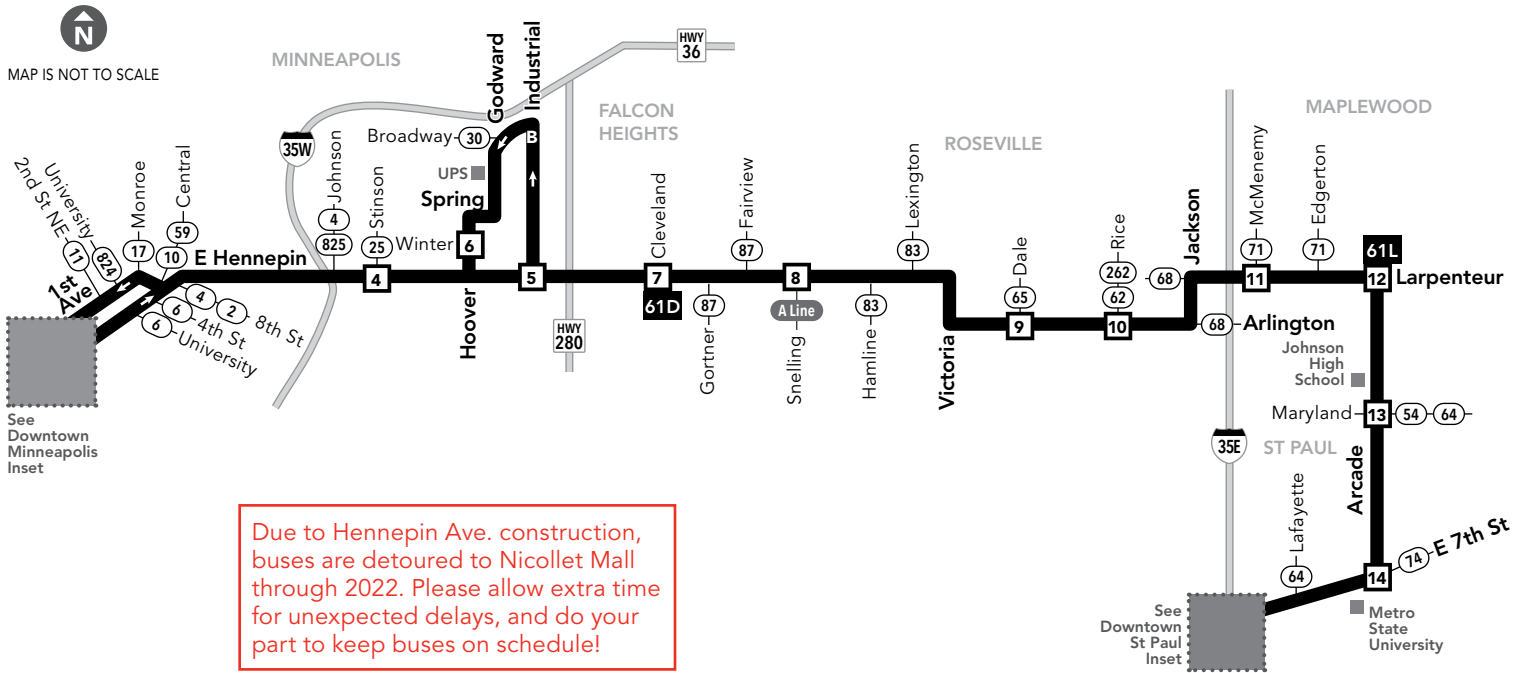 N
MAP IS NOT TO SCALE
MINNEAPOLIS
HWY
36
Godward
Industrial
FALCON
HEIGHTS
MAPLEWOOD
ROSEVILLE
35W
Broadway
30
B
UPS
Spring
Winter
6
University
2nd St NE
11
824
Monroe
17
Central
59
10
E Hennepin
Johnson
4
825
Stinson
25
4
1st
Ave
4
2
8th St
6
4th St
6
University
See
Downtown
Minneapolis
Inset
Hoover
5
HWY
280
Cleveland
7
61D
Gortner
87
Fairview
87
8
A Line
Snelling
Hamline
83
Lexington
83
Victoria
Dale
65
9
Rice
262
62
10
Jackson
68
68
Arlington
McMenemy
71
11
Edgerton
71
61L
12
Larpenteur
Johnson
High
School
Maryland
13
54
64
35E
ST PAUL
Arcade
Lafayette
64
14
74
E 7th St
See
Downtown
St Paul
Inset
Metro
State
University
Due to Hennepin Ave. construction,
buses are detoured to Nicollet Mall
through 2022. Please allow extra time
for unexpected delays, and do your
part to keep buses on schedule!